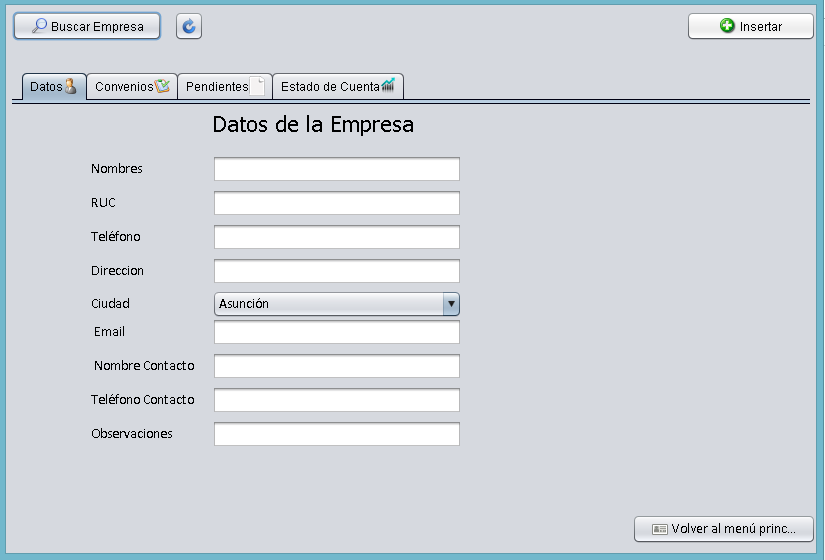 Buscar Empresa
Insertar
Datos Convenios Pendientes Estado de Cuenta
Datos de la Empresa
Nombres
RUC
Teléfono
Direccion
Ciudad Asunción
Email
Nombre Contacto
Teléfono Contacto
Observaciones
Volver al menú princ...